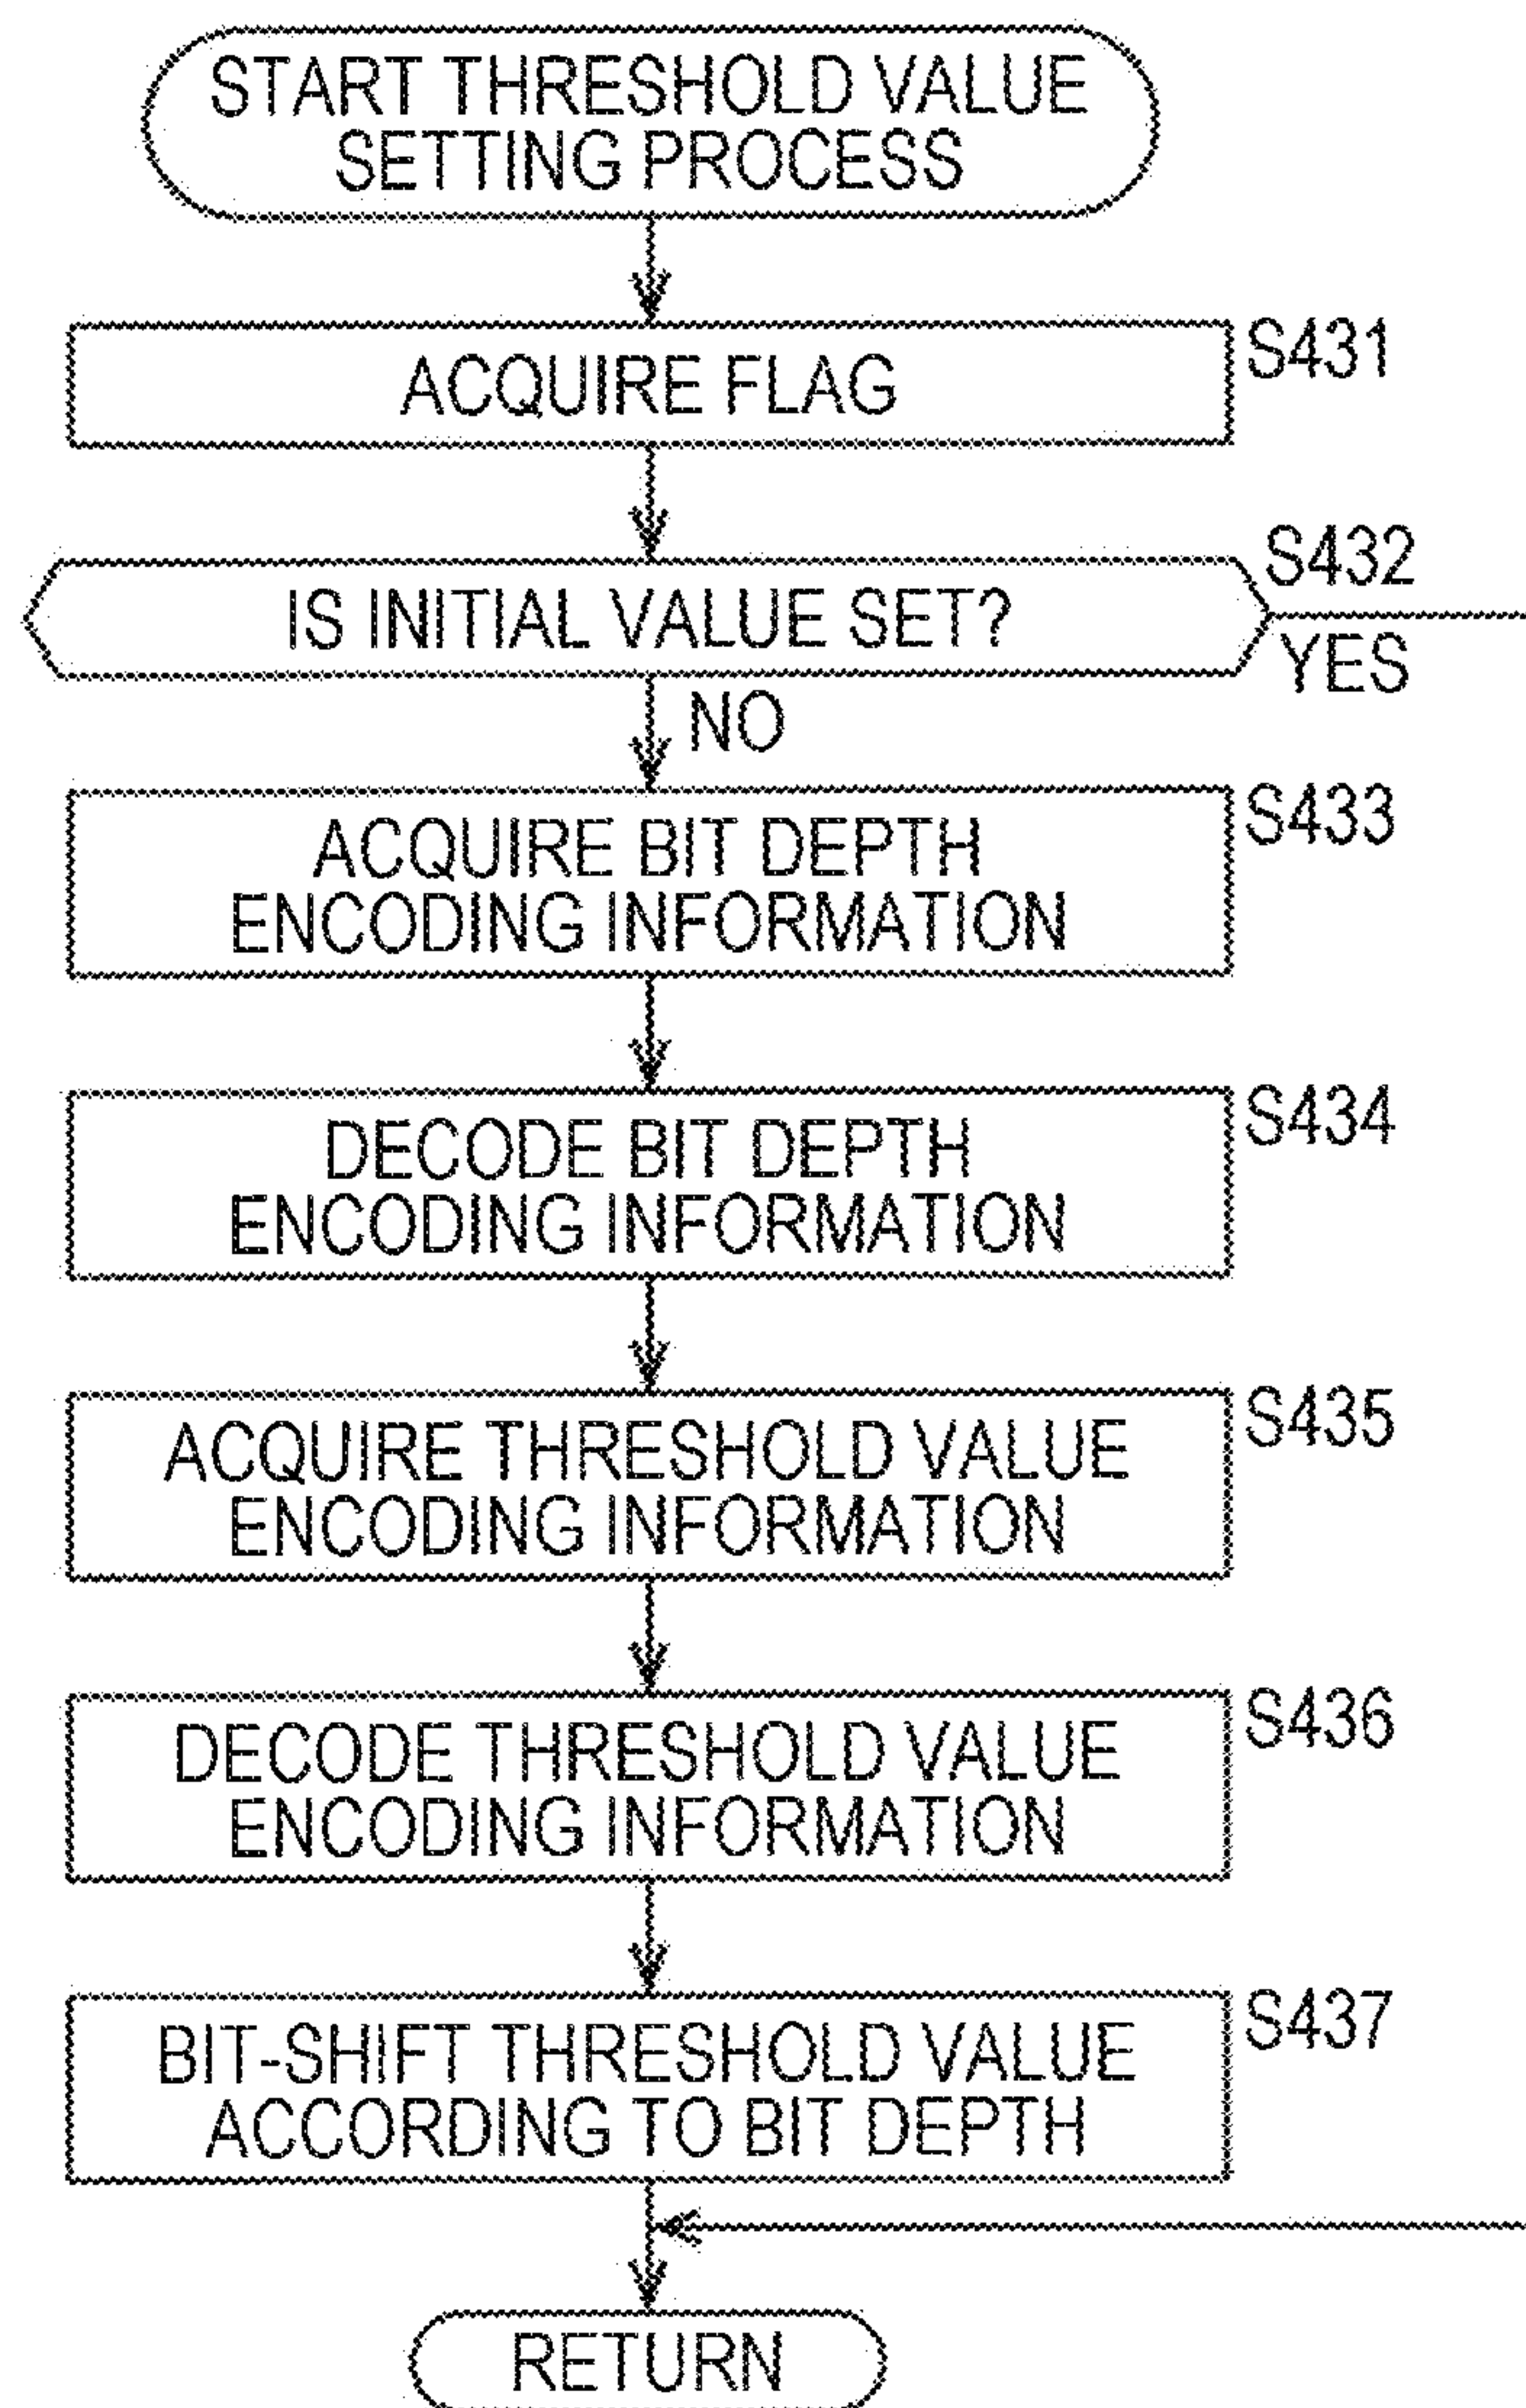 START THRESHOLD VALUE
SETTING PROCESS
S431
ACQUIRE FLAG
S432
IS INITIAL VALUE SET?
YES
NO
S433
ACQUIRE BIT DEPTH
ENCODING INFORMATION
S434
DECODE BIT DEPTH
ENCODING INFORMATION
S435
ACQUIRE THRESHOLD VALUE
ENCODING INFORMATION
S436
DECODE THRESHOLD VALUE
ENCODING INFORMATION
S437
BIT-SHIFT THRESHOLD VALUE
ACCORDING TO BIT DEPTH
RETURN